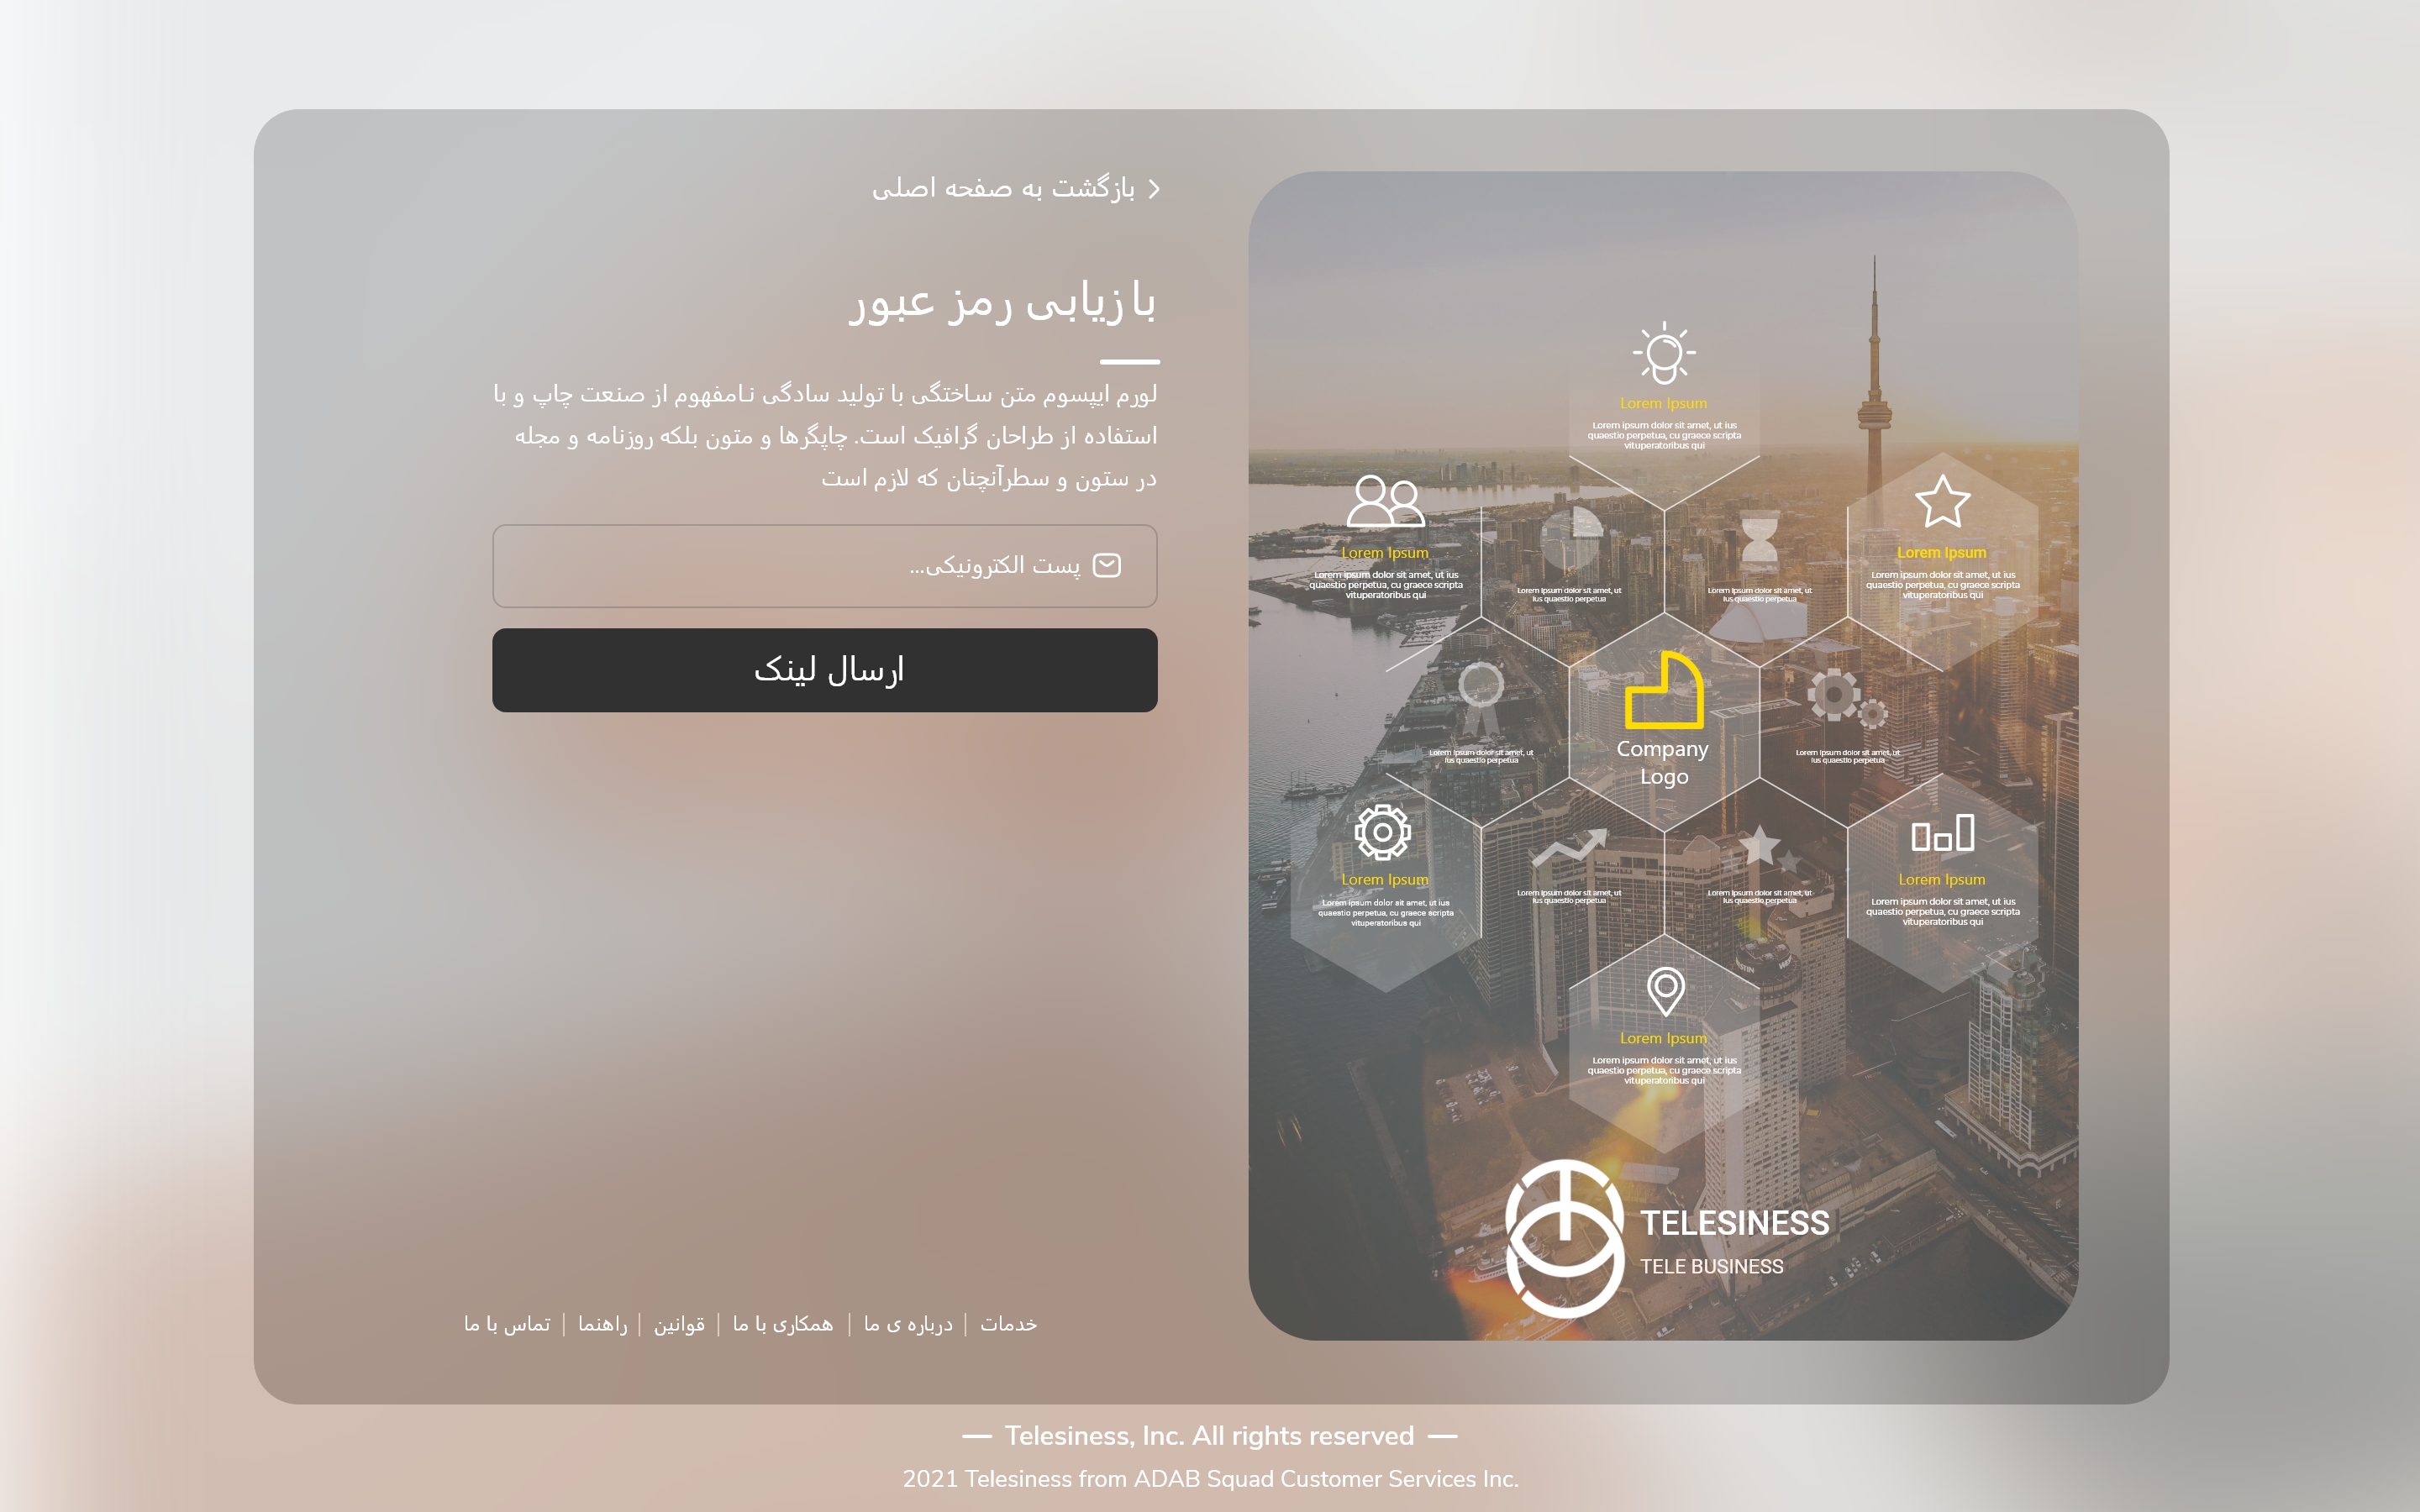 بازگشت به صفحه اصلی
بازیابی رمز عبور
لورم ایپسوم متن ساختگی با تولید سادگی نامفهوم از صنعت چاپ و با
استفاده از طراحان گرافیک است. چاپگرها و متون بلکه روزنامه و مجله
در ستون و سطرآنچنان که لازم است
پست الکترونیکی...
ارسال لینک
خدمات | درباره ی ما | همکاری با ما | قوانین | راهنما | تماس با ما
Lorem Ipsum
Lorem ipsum dolor sit amet, ut ius
quaestio perpetua, cu graece scripta
vituperatoribus qui
Lorem Ipsum
Lorem ipsum dolor sit amet, ut ius
quaestio perpetua, cu graece scripta
vituperatoribus qui
Lorem ipsum dolor sit amet, ut
ius quaestio perpetua
Lorem ipsum dolor sit amet, ut
ius quaestio perpetua
Lorem Ipsum
Lorem ipsum dolor sit amet, ut ius
quaestio perpetua, cu graece scripta
vituperatoribus qui
Lorem ipsum dolor sit amet, ut
ius quaestio perpetua
Company
Logo
Lorem ipsum dolor sit amet, ut
ius quaestio perpetua
Lorem Ipsum
Lorem ipsum dolor sit amet, ut ius
quaestio perpetua, cu graece scripta
vituperatoribus qui
Lorem ipsum dolor sit amet, ut
ius quaestio perpetua
Lorem ipsum dolor sit amet, ut
ius quaestio perpetua
Lorem Ipsum
Lorem ipsum dolor sit amet, ut ius
quaestio perpetua, cu graece scripta
vituperatoribus qui
Lorem Ipsum
Lorem ipsum dolor sit amet, ut ius
quaestio perpetua, cu graece scripta
vituperatoribus qui
TELESINESS
TELE BUSINESS
Telesiness, Inc. All rights reserved
2021 Telesiness from ADAB Squad Customer Services Inc.